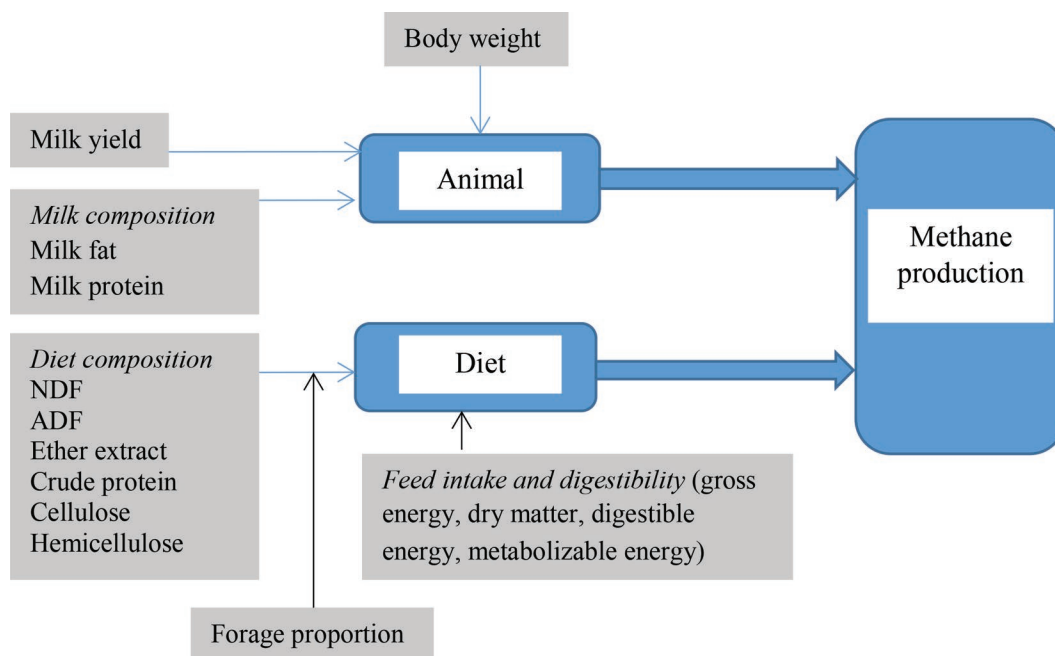 Body weight
Milk yield
Animal
Milk composition
Milk fat
Milk protein
Methane
production
Diet composition
NDF
ADF
Ether extract
Crude protein
Cellulose
Hemicellulose
Diet
Feed intake and digestibility (gross
energy, dry matter, digestible
energy, metabolizable energy)
Forage proportion